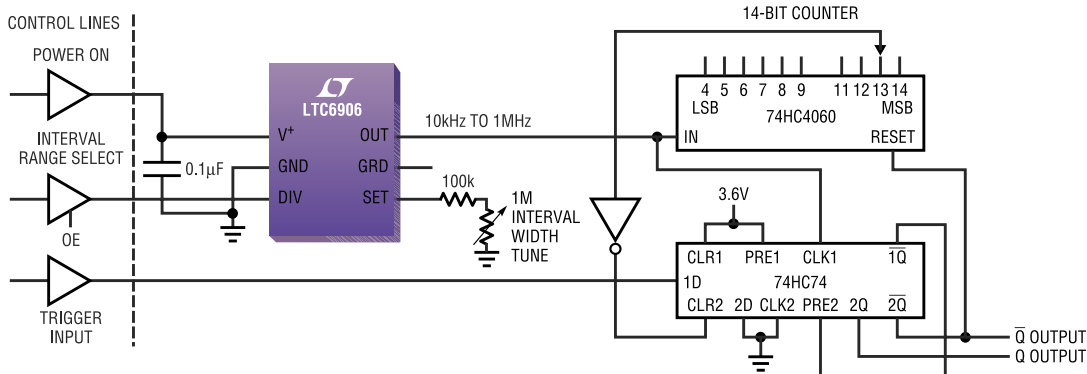 CONTROL LINES
14-BIT COUNTER
POWER ON
LTC6906
4 5 6 7 8 9 11 12 13 14
LSB
MSB
74HC4060
IN
RESET
V+
OUT
10kHz TO 1MHz
INTERVAL
RANGE SELECT
0.1µF
GND
GRD
DIV
SET
100k
1M
INTERVAL
WIDTH
TUNE
OE
3.6V
CLR1 PRE1 CLK1 1Q̅
1D
74HC74
CLR2 2D CLK2 PRE2 2Q 2Q̅
TRIGGER
INPUT
Q̅ OUTPUT
Q OUTPUT